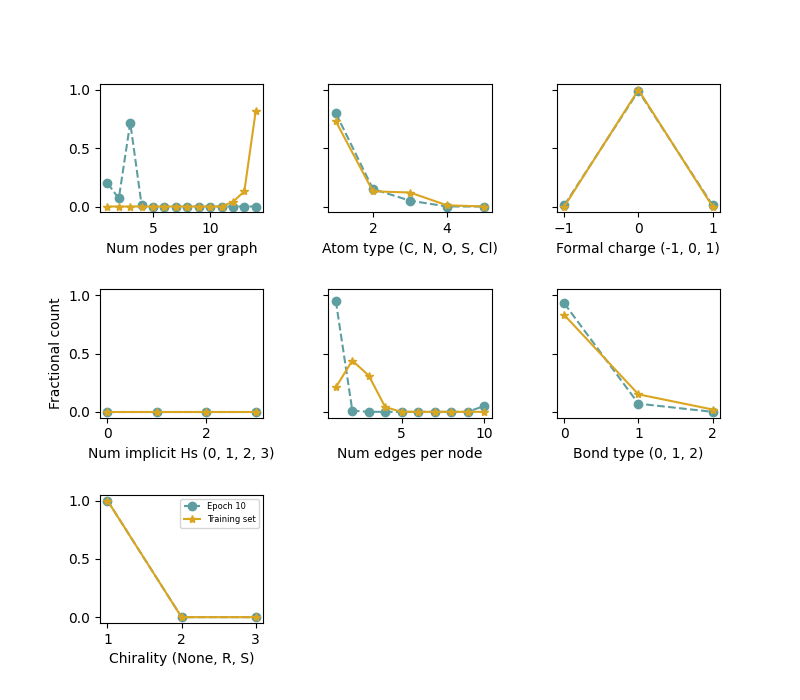 1.0
0.5
0.0
5 10
2 4
−1 0 1
Num nodes per graph
Atom type (C, N, O, S, Cl)
Formal charge (-1, 0, 1)
Fractional count
1.0
0.5
0.0
0 2
5 10
0 1 2
Num implicit Hs (0, 1, 2, 3)
Num edges per node
Bond type (0, 1, 2)
1.0
0.5
0.0
Epoch 10
Training set
1 2 3
Chirality (None, R, S)